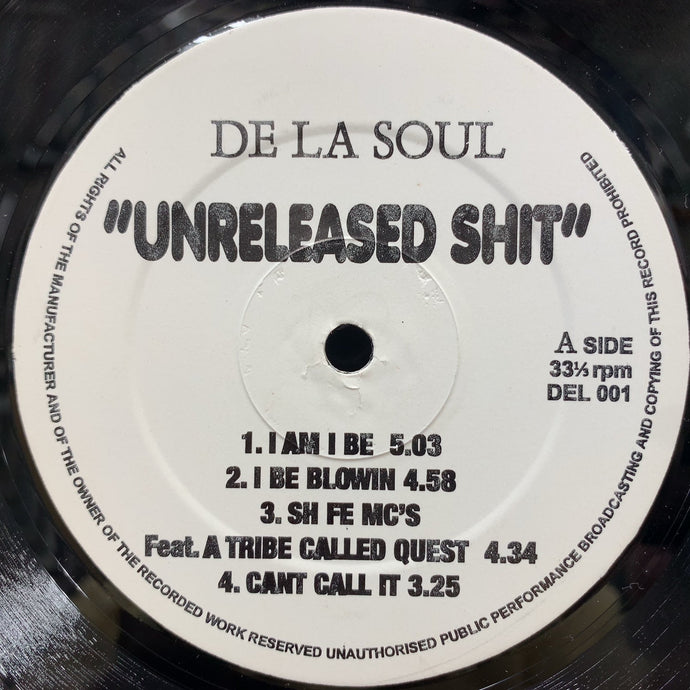 DE LA SOUL
"UNRELEASED SHIT"
A SIDE
33⅓ rpm
DEL 001
1. I AM I BE 5.03
2. I BE BLOWIN 4.58
3. SH FE MC'S
Feat. A TRIBE CALLED QUEST 4.34
4. CANT CALL IT 3.25
ALL RIGHTS OF THE MANUFACTURER AND OF THE OWNER OF THE RECORDED WORK RESERVED UNAUTHORISED PUBLIC PERFORMANCE BROADCASTING AND COPYING OF THIS RECORD PROHIBITED